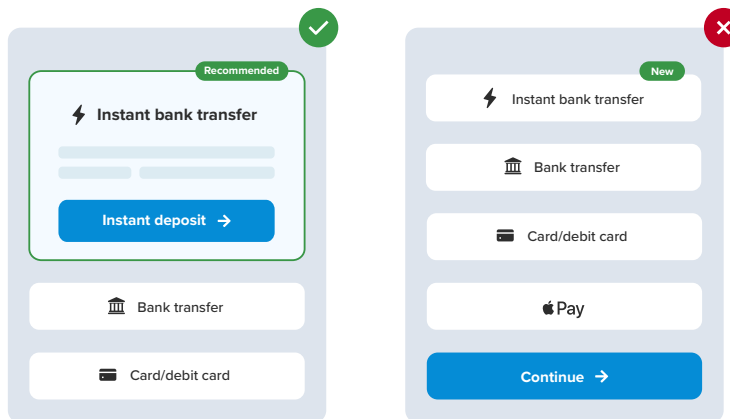 Recommended
Instant bank transfer
Instant deposit
Bank transfer
Card/debit card
New
Instant bank transfer
Bank transfer
Card/debit card
Pay
Continue